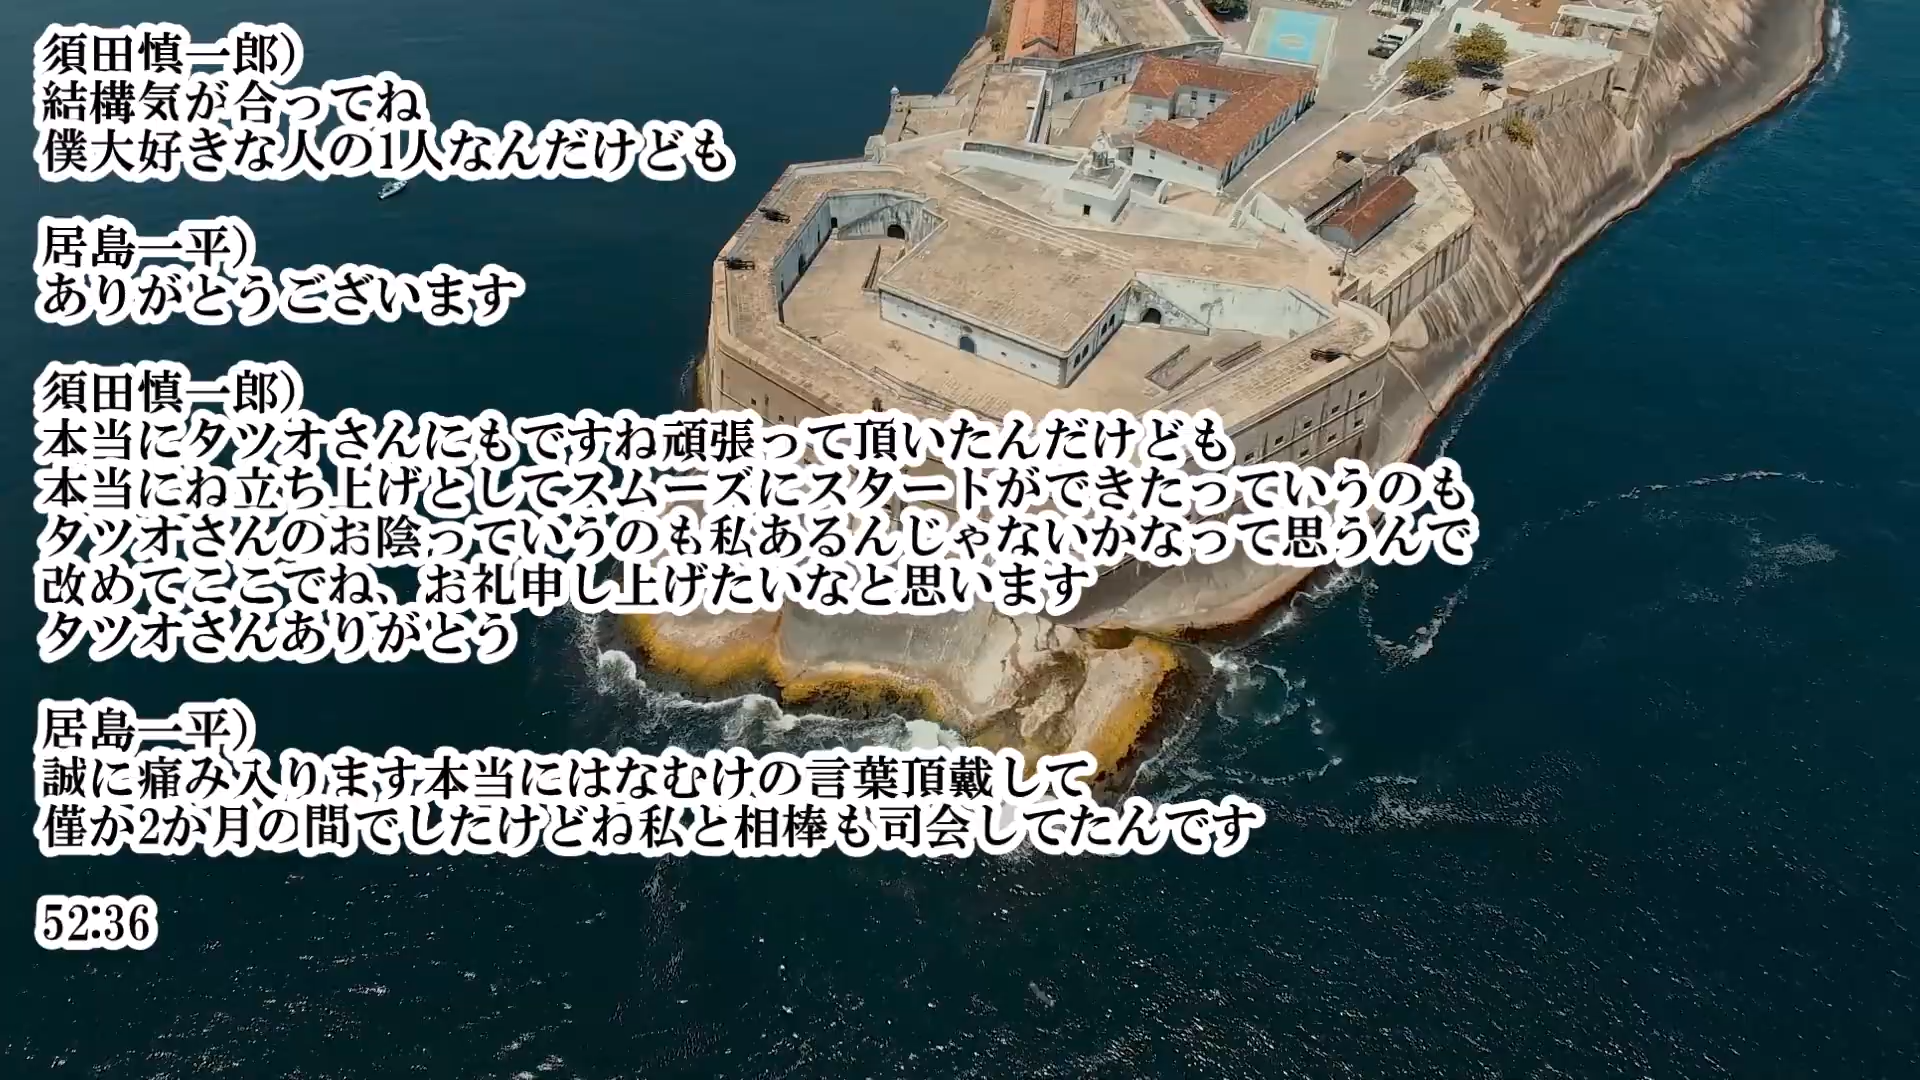 須田慎一郎）
結構気が合ってね
僕大好きな人の1人なんだけども
居島一平）
ありがとうございます
須田慎一郎）
本当にタツオさんにもですね頑張って頂いたんだけども
本当にね立ち上げとしてスムーズにスタートができたっていうのも
タツオさんのお陰っていうのも私あるんじゃないかなって思うんで
改めてここでね、お礼申し上げたいなと思います
タツオさんありがとう
居島一平）
誠に痛み入ります本当にはなむけの言葉頂戴して
僅か2か月の間でしたけどね私と相棒も司会してたんです
52:36